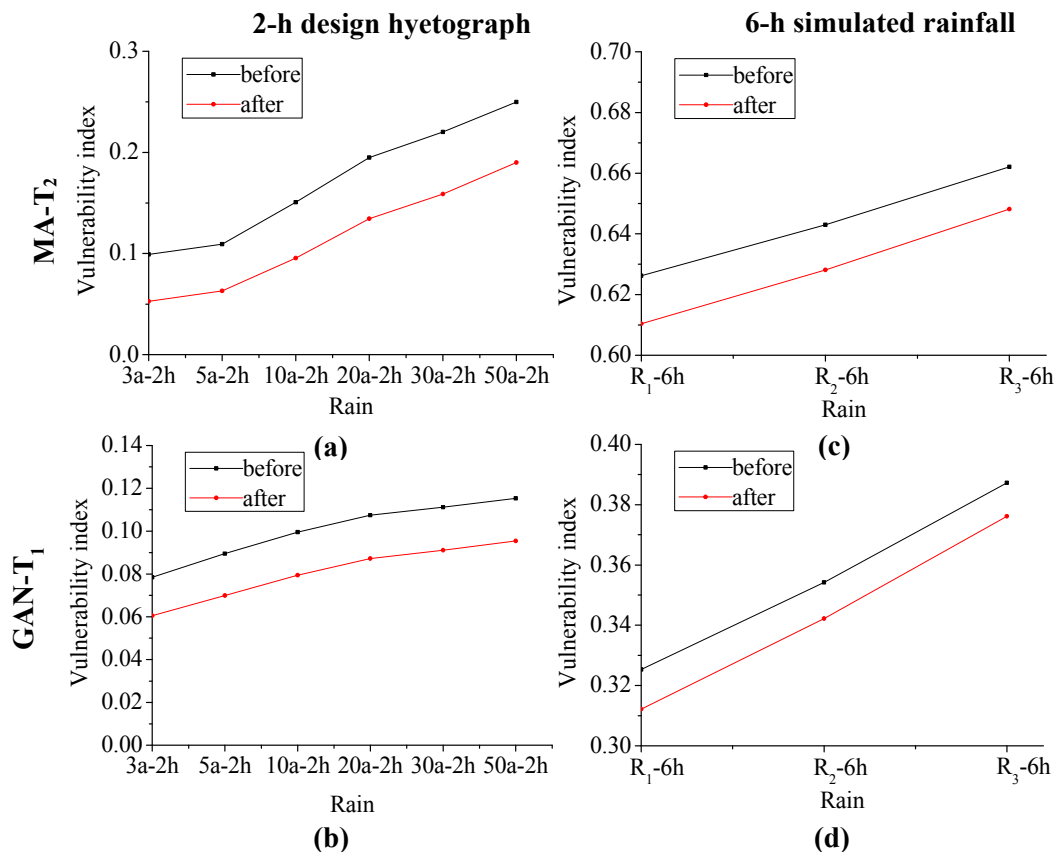 2-h design hyetograph
6-h simulated rainfall
MA-T₂
Vulnerability index
0.3
0.2
0.1
0.0
before
after
3a-2h 5a-2h 10a-2h 20a-2h 30a-2h 50a-2h
Rain
(a)
Vulnerability index
0.70
0.68
0.66
0.64
0.62
0.60
before
after
R₁-6h R₂-6h R₃-6h
Rain
(c)
GAN-T₁
Vulnerability index
0.14
0.12
0.10
0.08
0.06
0.04
0.02
0.00
before
after
3a-2h 5a-2h 10a-2h 20a-2h 30a-2h 50a-2h
Rain
(b)
Vulnerability index
0.40
0.38
0.36
0.34
0.32
0.30
before
after
R₁-6h R₂-6h R₃-6h
Rain
(d)